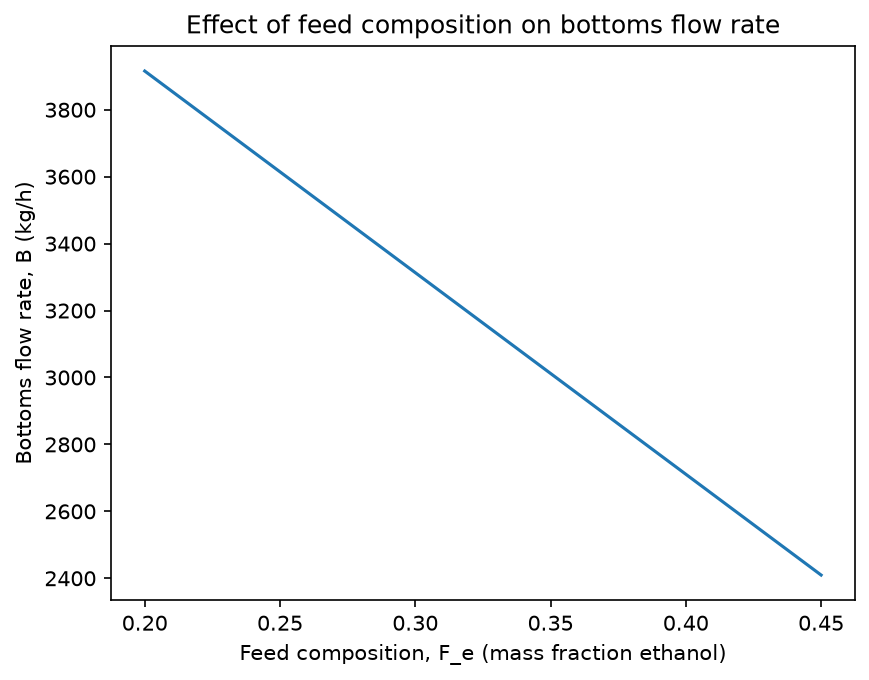 Effect of feed composition on bottoms flow rate
Bottoms flow rate, B (kg/h)
3800
3600
3400
3200
3000
2800
2600
2400
0.20 0.25 0.30 0.35 0.40 0.45
Feed composition, F_e (mass fraction ethanol)